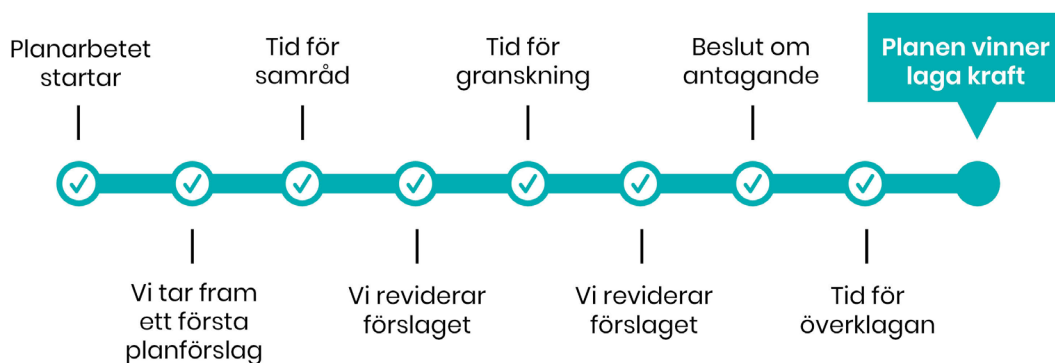 Planarbetet
startar
Vi tar fram
ett första
planförslag
Tid för
samråd
Vi reviderar
förslaget
Tid för
granskning
Vi reviderar
förslaget
Beslut om
antagande
Tid för
överklagan
Planen vinner
laga kraft